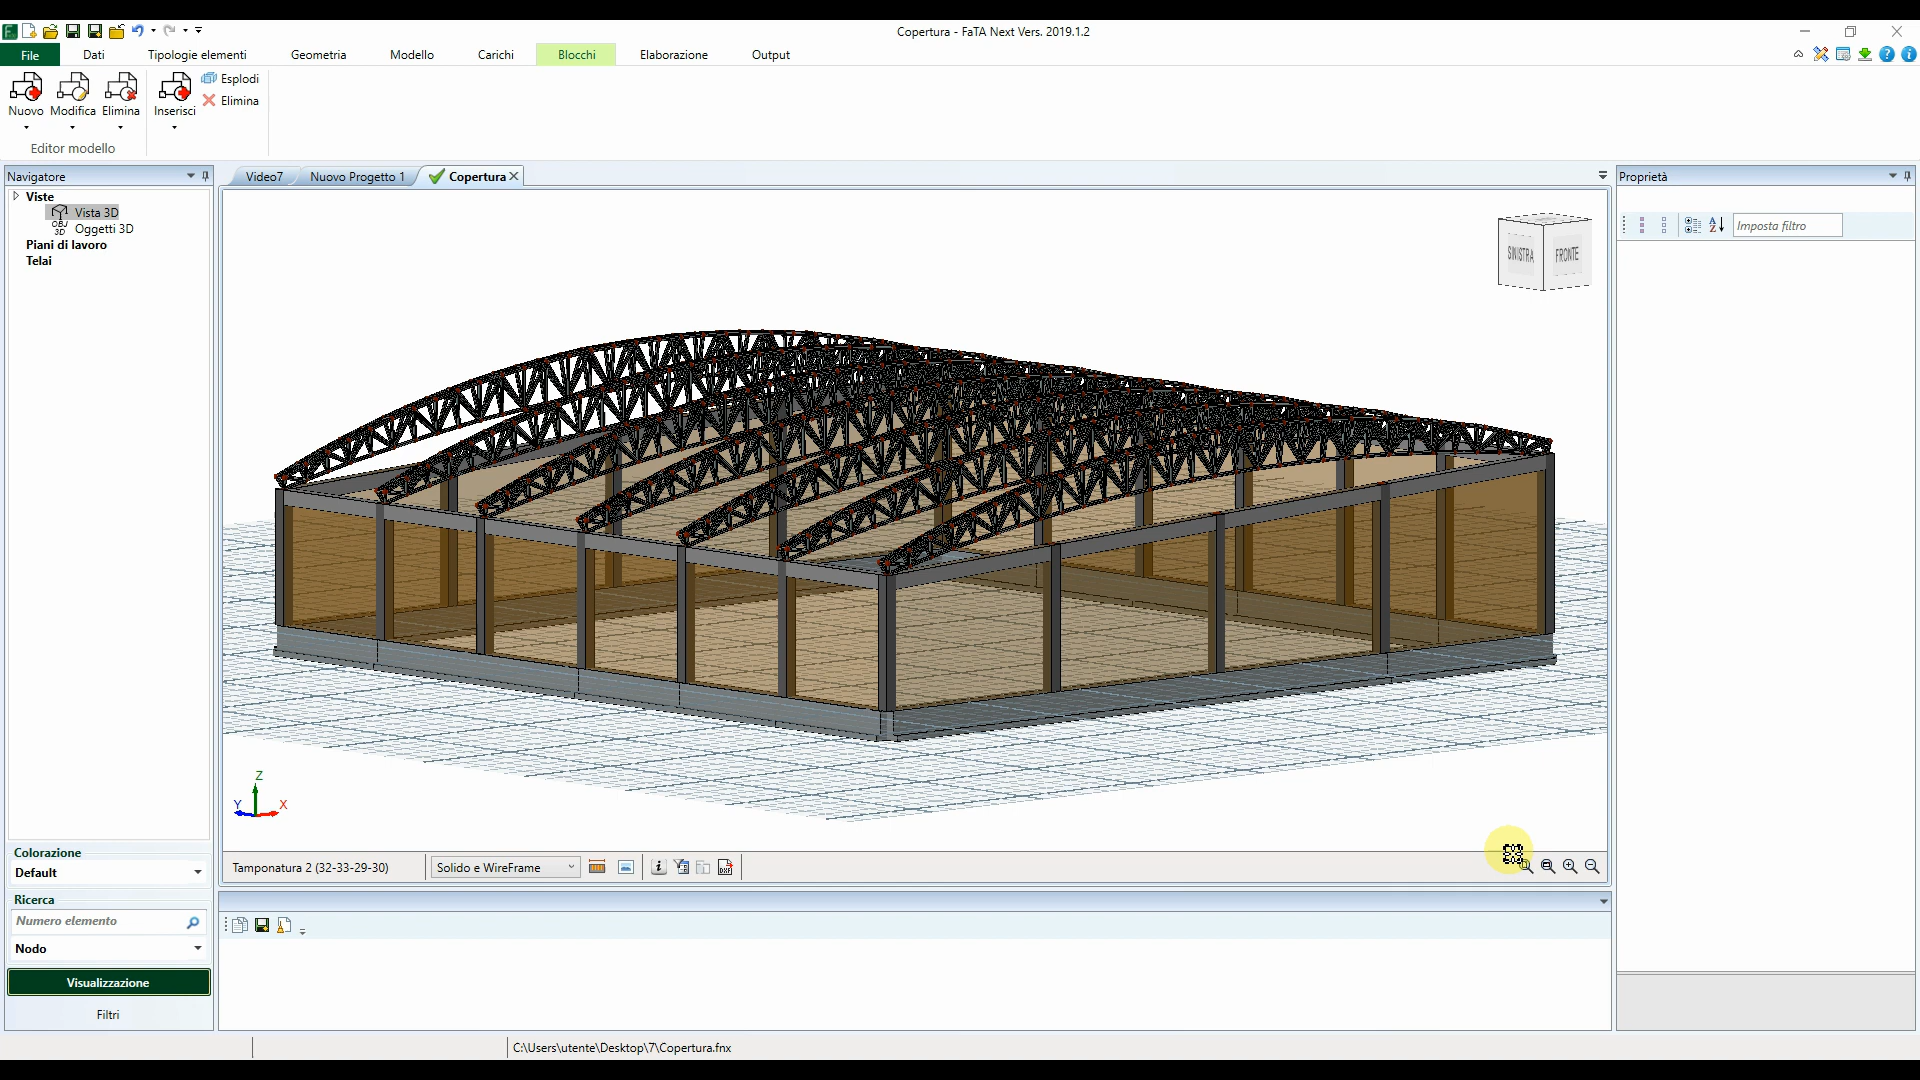 Copertura - FaTA Next Vers. 2019.1.2
File Dati Tipologie elementi Geometria Modello Carichi Blocchi Elaborazione Output
Nuovo Modifica Elimina Inserisci Esplodi
Elimina
Editor modello
Navigatore
Viste
Vista 3D
OBJ 3D Oggetti 3D
Piani di lavoro
Telai
Video7 Nuovo Progetto 1 Copertura
Proprietà
Imposta filtro
SINISTRA FRONTE
Z
Y X
Tamponatura 2 (32-33-29-30) Solido e WireFrame
DXF
Colorazione
Default
Ricerca
Numero elemento
Nodo
Visualizzazione
Filtri
C:\Users\utente\Desktop\7\Copertura.fnx